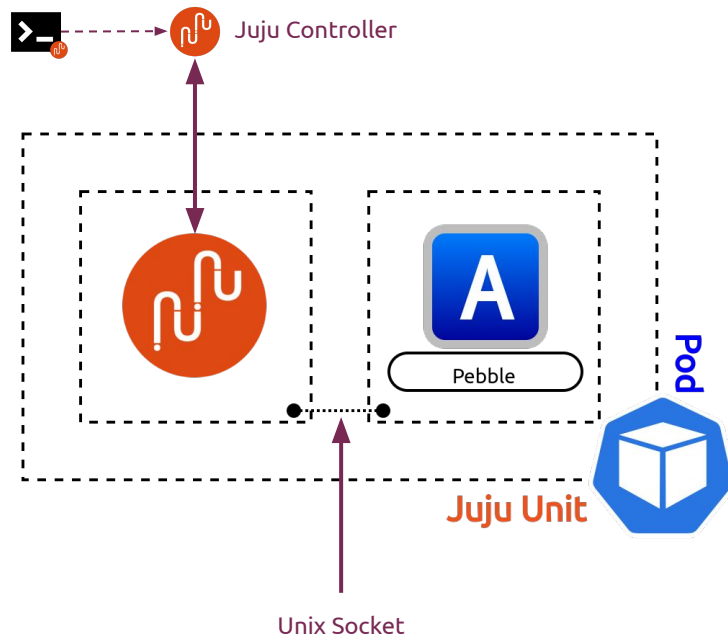 Juju Controller
A
Pebble
Pod
Juju Unit
Unix Socket